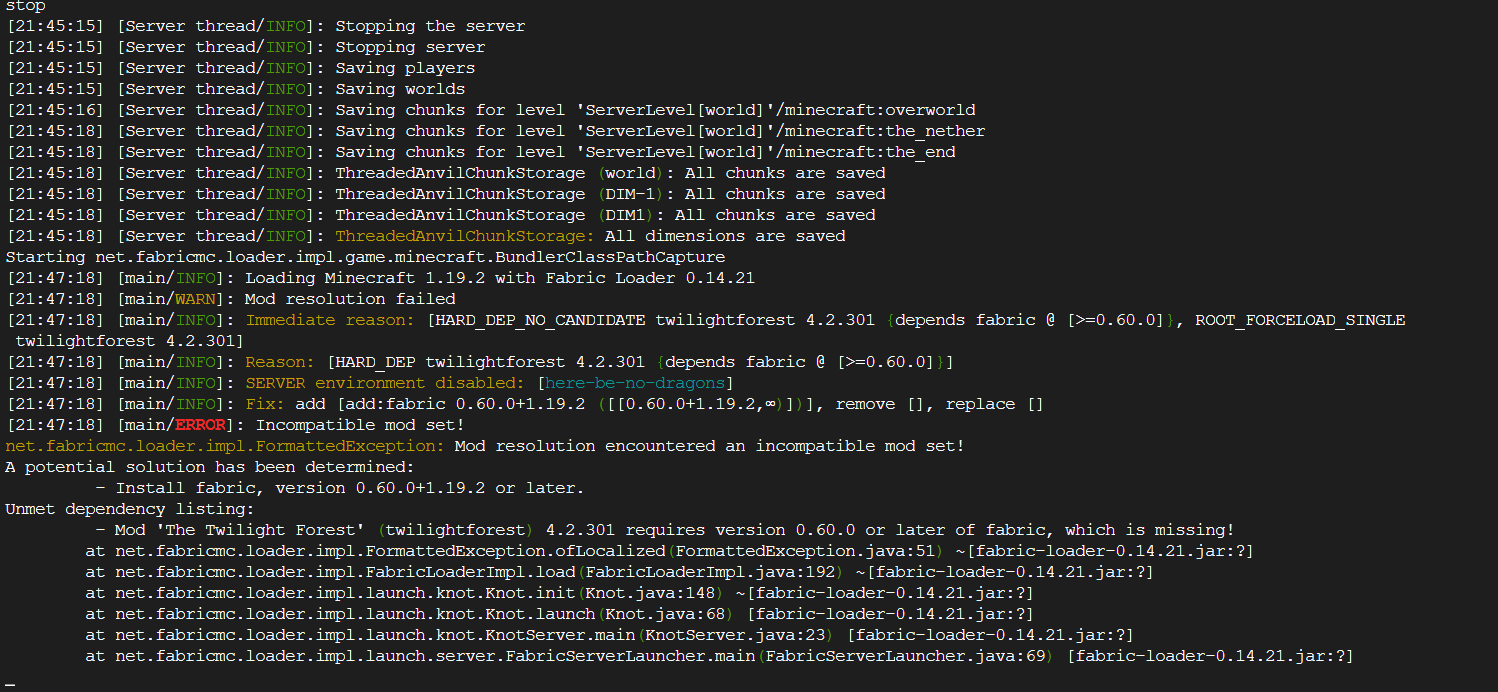 stop
[21:45:15] [Server thread/INFO]: Stopping the server
[21:45:15] [Server thread/INFO]: Stopping server
[21:45:15] [Server thread/INFO]: Saving players
[21:45:15] [Server thread/INFO]: Saving worlds
[21:45:16] [Server thread/INFO]: Saving chunks for level 'ServerLevel[world]'/minecraft:overworld
[21:45:18] [Server thread/INFO]: Saving chunks for level 'ServerLevel[world]'/minecraft:the_nether
[21:45:18] [Server thread/INFO]: Saving chunks for level 'ServerLevel[world]'/minecraft:the_end
[21:45:18] [Server thread/INFO]: ThreadedAnvilChunkStorage (world): All chunks are saved
[21:45:18] [Server thread/INFO]: ThreadedAnvilChunkStorage (DIM-1): All chunks are saved
[21:45:18] [Server thread/INFO]: ThreadedAnvilChunkStorage (DIM1): All chunks are saved
[21:45:18] [Server thread/INFO]: ThreadedAnvilChunkStorage: All dimensions are saved
Starting net.fabricmc.loader.impl.game.minecraft.BundlerClassPathCapture
[21:47:18] [main/INFO]: Loading Minecraft 1.19.2 with Fabric Loader 0.14.21
[21:47:18] [main/WARN]: Mod resolution failed
[21:47:18] [main/INFO]: Immediate reason: [HARD_DEP_NO_CANDIDATE twilightforest 4.2.301 {depends fabric @ [>=0.60.0]}, ROOT_FORCELOAD_SINGLE
twilightforest 4.2.301]
[21:47:18] [main/INFO]: Reason: [HARD_DEP twilightforest 4.2.301 {depends fabric @ [>=0.60.0]}]
[21:47:18] [main/INFO]: SERVER environment disabled: [here-be-no-dragons]
[21:47:18] [main/INFO]: Fix: add [add:fabric 0.60.0+1.19.2 ([[0.60.0+1.19.2,∞)])], remove [], replace []
[21:47:18] [main/ERROR]: Incompatible mod set!
net.fabricmc.loader.impl.FormattedException: Mod resolution encountered an incompatible mod set!
A potential solution has been determined:
- Install fabric, version 0.60.0+1.19.2 or later.
Unmet dependency listing:
- Mod 'The Twilight Forest' (twilightforest) 4.2.301 requires version 0.60.0 or later of fabric, which is missing!
at net.fabricmc.loader.impl.FormattedException.ofLocalized(FormattedException.java:51) ~[fabric-loader-0.14.21.jar:?]
at net.fabricmc.loader.impl.FabricLoaderImpl.load(FabricLoaderImpl.java:192) ~[fabric-loader-0.14.21.jar:?]
at net.fabricmc.loader.impl.launch.knot.Knot.init(Knot.java:148) ~[fabric-loader-0.14.21.jar:?]
at net.fabricmc.loader.impl.launch.knot.Knot.launch(Knot.java:68) [fabric-loader-0.14.21.jar:?]
at net.fabricmc.loader.impl.launch.knot.KnotServer.main(KnotServer.java:23) [fabric-loader-0.14.21.jar:?]
at net.fabricmc.loader.impl.launch.server.FabricServerLauncher.main(FabricServerLauncher.java:69) [fabric-loader-0.14.21.jar:?]